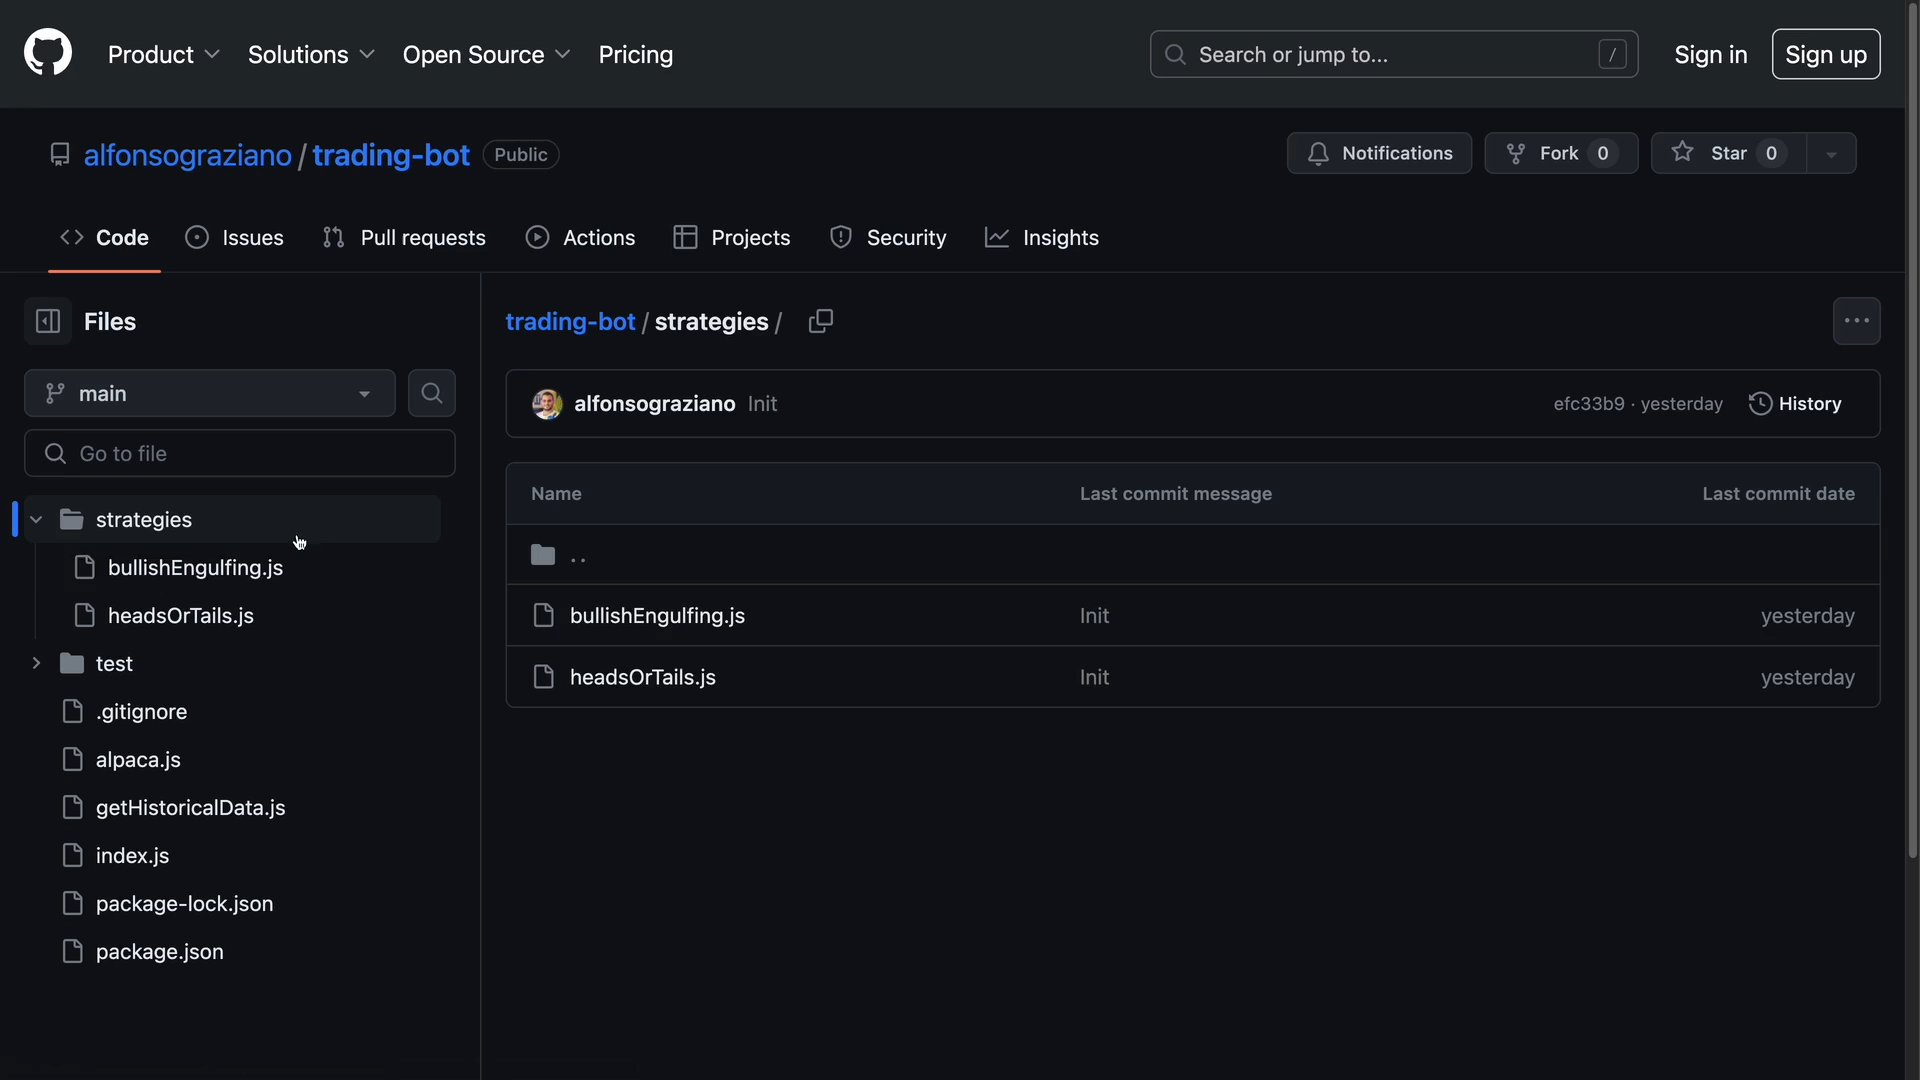 Product Solutions Open Source Pricing Search or jump to... / Sign in Sign up
alfonsograziano / trading-bot Public Notifications Fork 0 Star 0
Code Issues Pull requests Actions Projects Security Insights
Files
trading-bot / strategies /
main
Go to file
alfonsograziano Init efc33b9 · yesterday History
Name Last commit message Last commit date
..
bullishEngulfing.js Init yesterday
headsOrTails.js Init yesterday
strategies
bullishEngulfing.js
headsOrTails.js
test
.gitignore
alpaca.js
getHistoricalData.js
index.js
package-lock.json
package.json